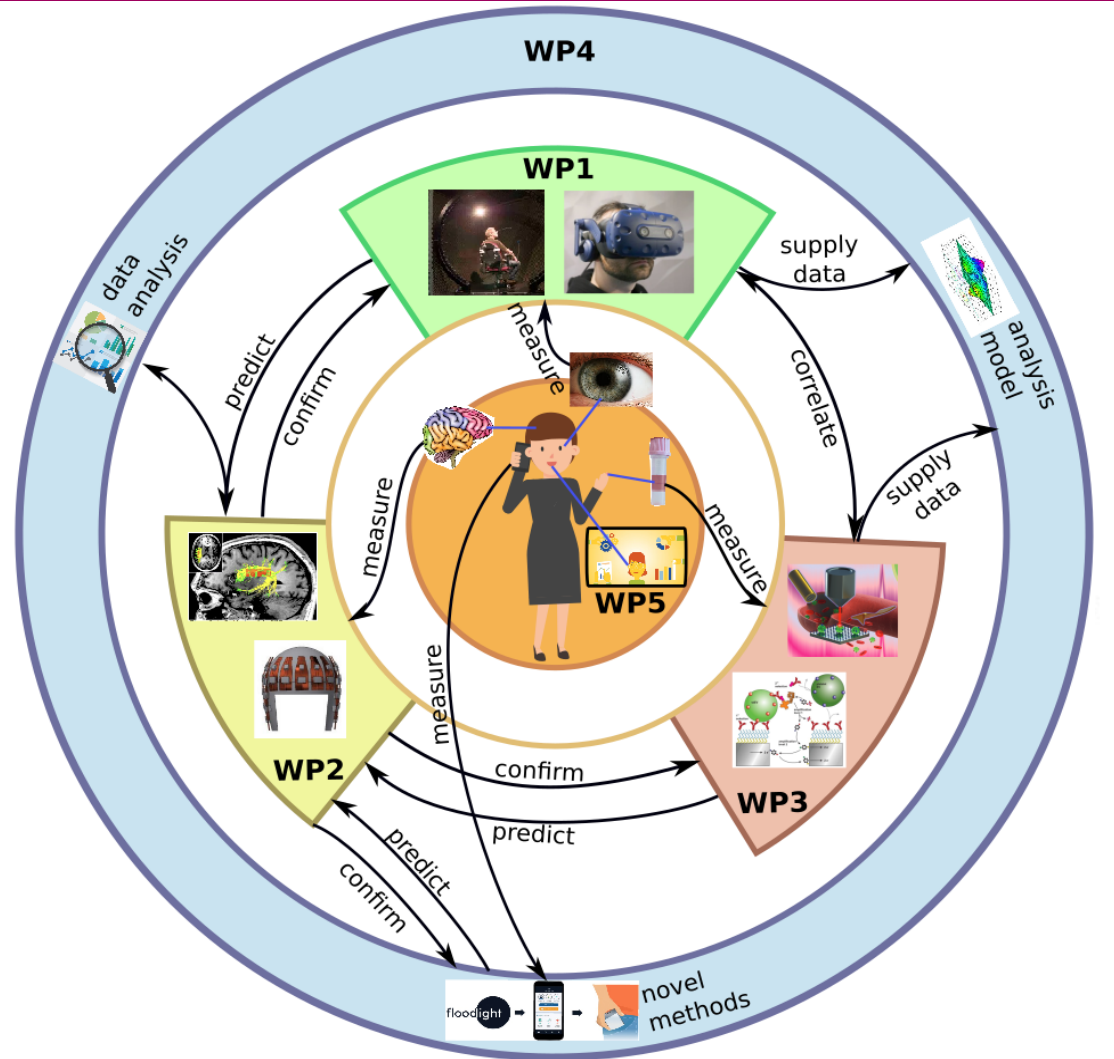 WP4
WP1
supply
data
data
analysis
measure
predict
confirm
correlate
analysis
model
supply
data
measure
measure
WP5
measure
WP2
confirm
WP3
predict
predict
confirm
floodlight
novel
methods